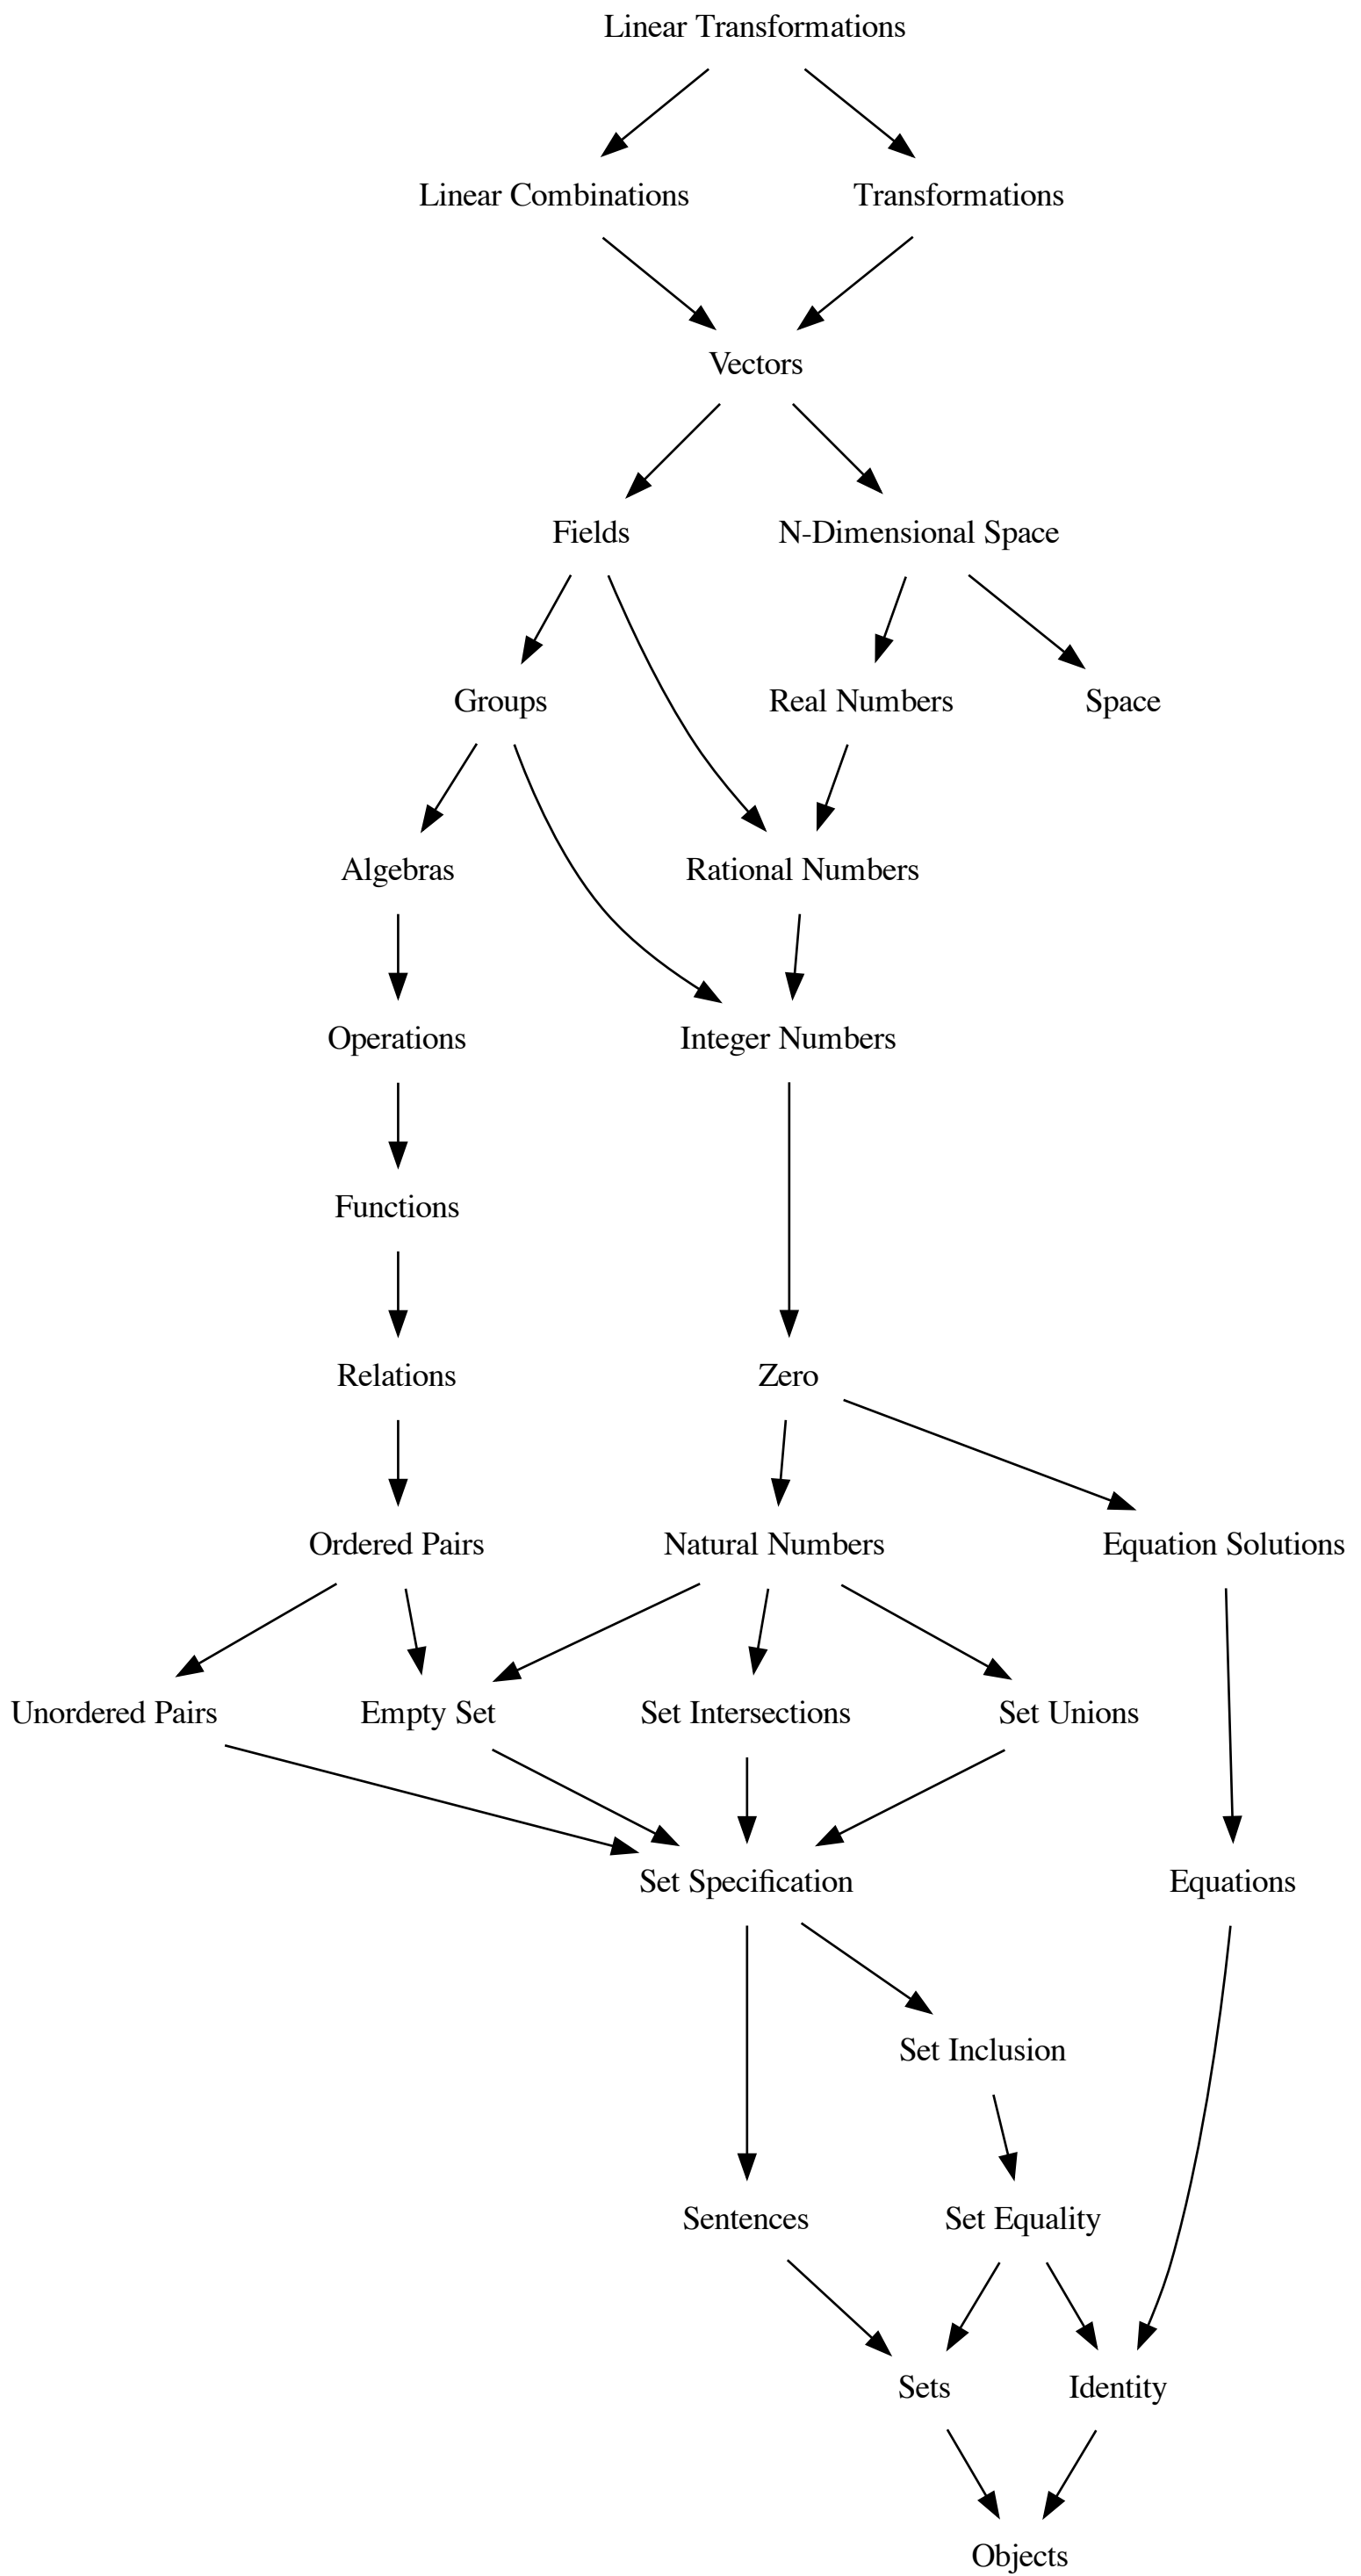 Linear Transformations
Linear Combinations
Transformations
Vectors
Fields
N-Dimensional Space
Groups
Real Numbers
Space
Algebras
Rational Numbers
Operations
Integer Numbers
Functions
Relations
Zero
Ordered Pairs
Natural Numbers
Equation Solutions
Unordered Pairs
Empty Set
Set Intersections
Set Unions
Set Specification
Equations
Set Inclusion
Sentences
Set Equality
Sets
Identity
Objects